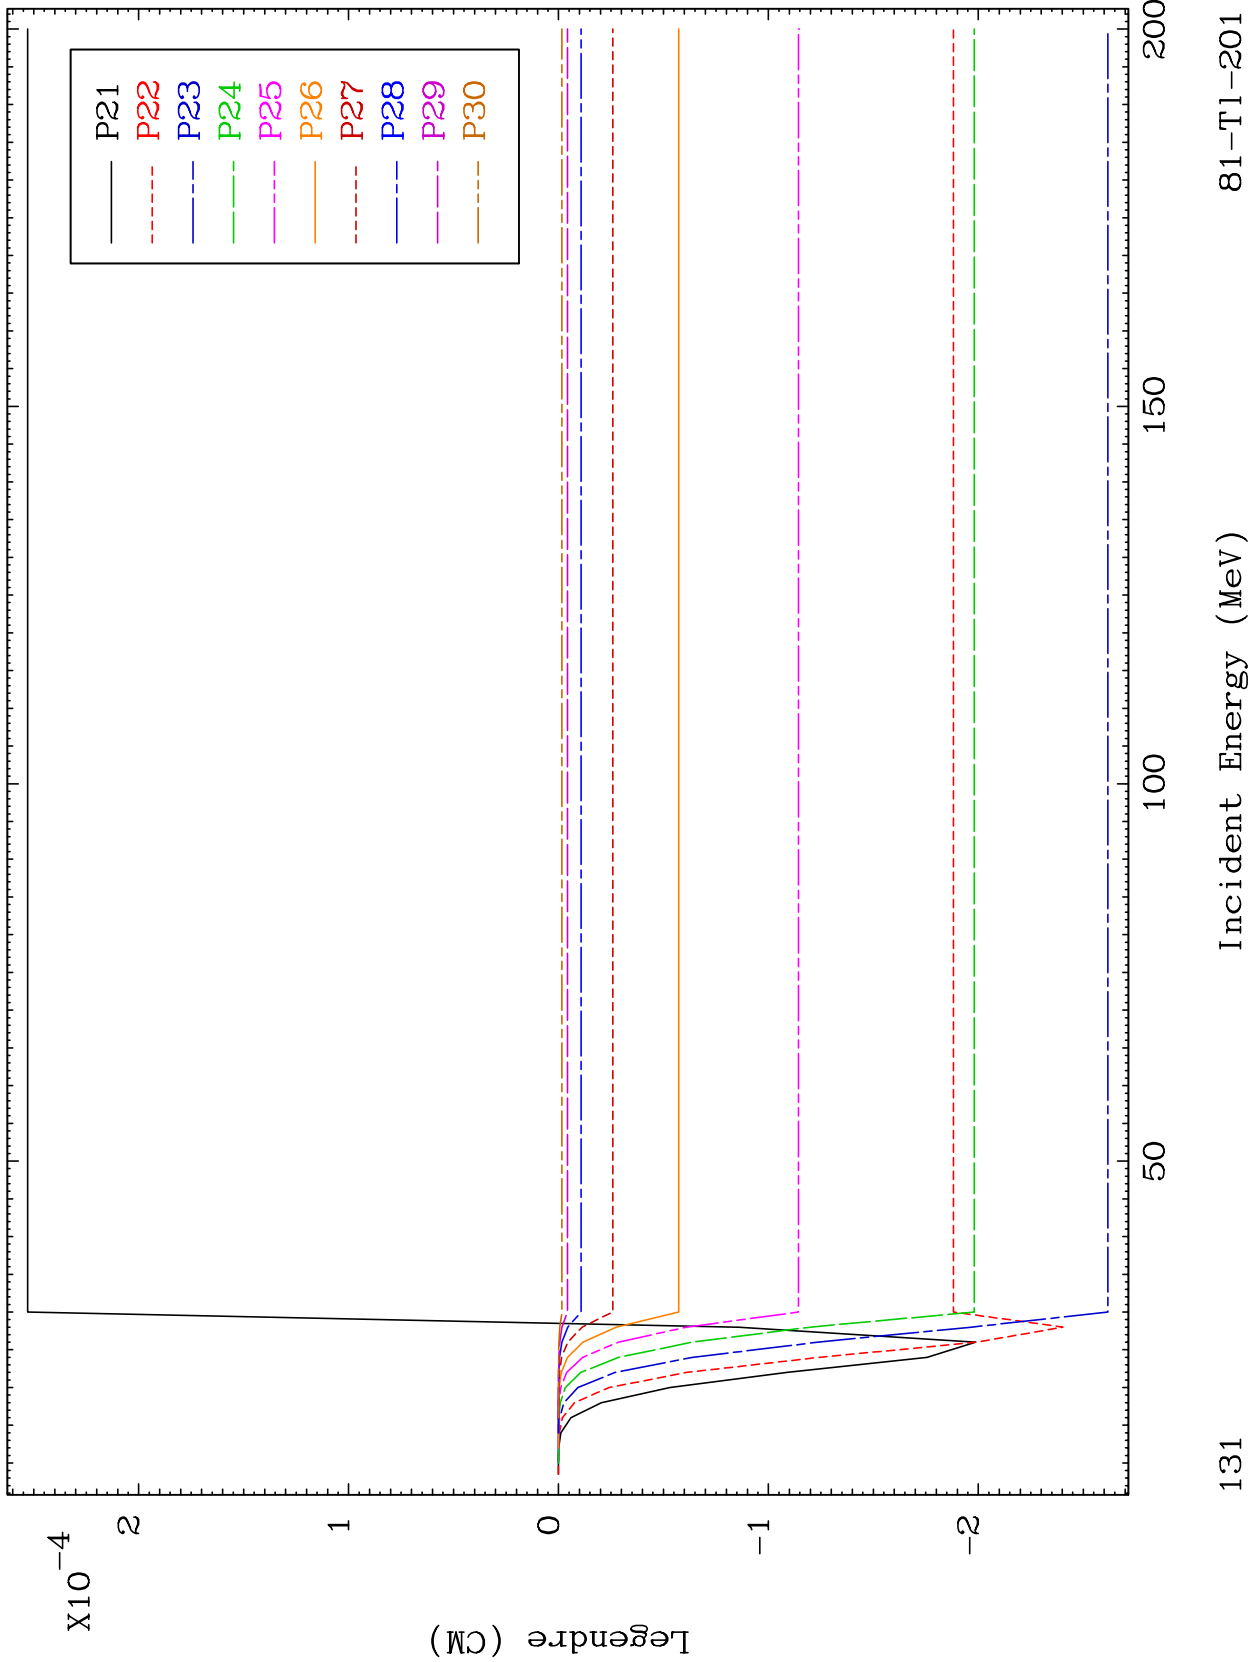 X10-4
2
1
0
-1
-2
Legendre (CM)
P21
P22
P23
P24
P25
P26
P27
P28
P29
P30
50
100
150
200
131
Incident Energy (MeV)
81-Tl-201